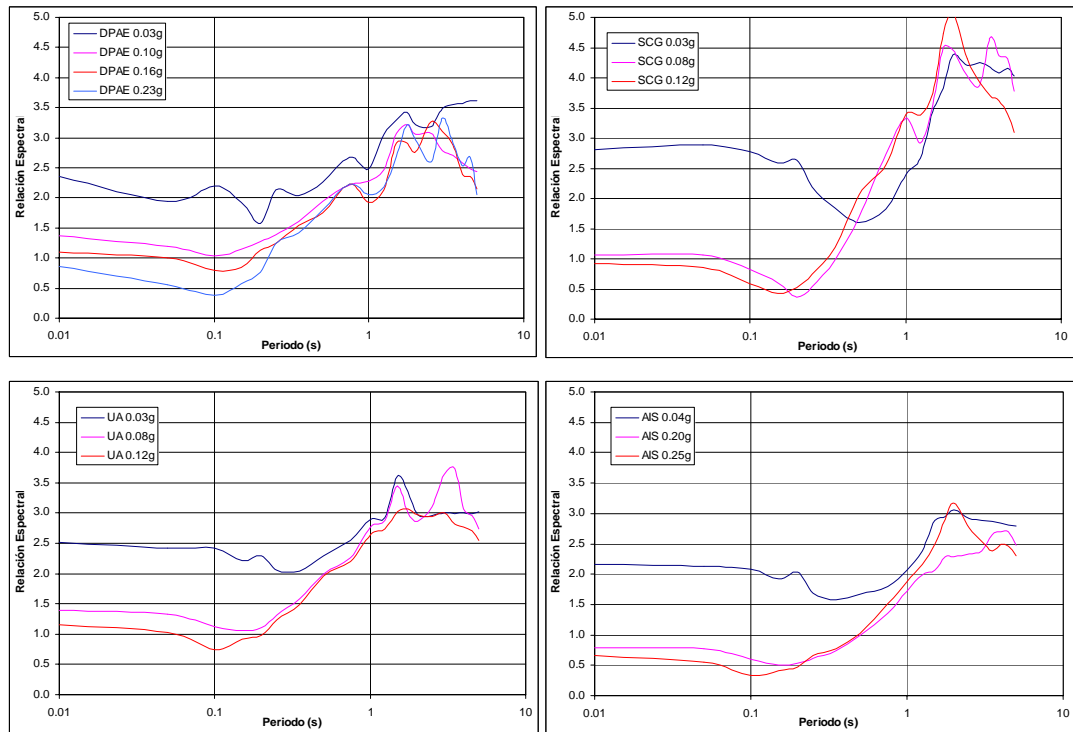 5.0
4.5
4.0
3.5
3.0
2.5
2.0
1.5
1.0
0.5
0.0
Relación Espectral
DPAE 0.03g
DPAE 0.10g
DPAE 0.16g
DPAE 0.23g
0.01
0.1
1
10
Periodo (s)
5.0
4.5
4.0
3.5
3.0
2.5
2.0
1.5
1.0
0.5
0.0
Relación Espectral
SCG 0.03g
SCG 0.08g
SCG 0.12g
0.01
0.1
1
10
Periodo (s)
5.0
4.5
4.0
3.5
3.0
2.5
2.0
1.5
1.0
0.5
0.0
Relación Espectral
UA 0.03g
UA 0.08g
UA 0.12g
0.01
0.1
1
10
Periodo (s)
5.0
4.5
4.0
3.5
3.0
2.5
2.0
1.5
1.0
0.5
0.0
Relación Espectral
AIS 0.04g
AIS 0.20g
AIS 0.25g
0.01
0.1
1
10
Periodo (s)